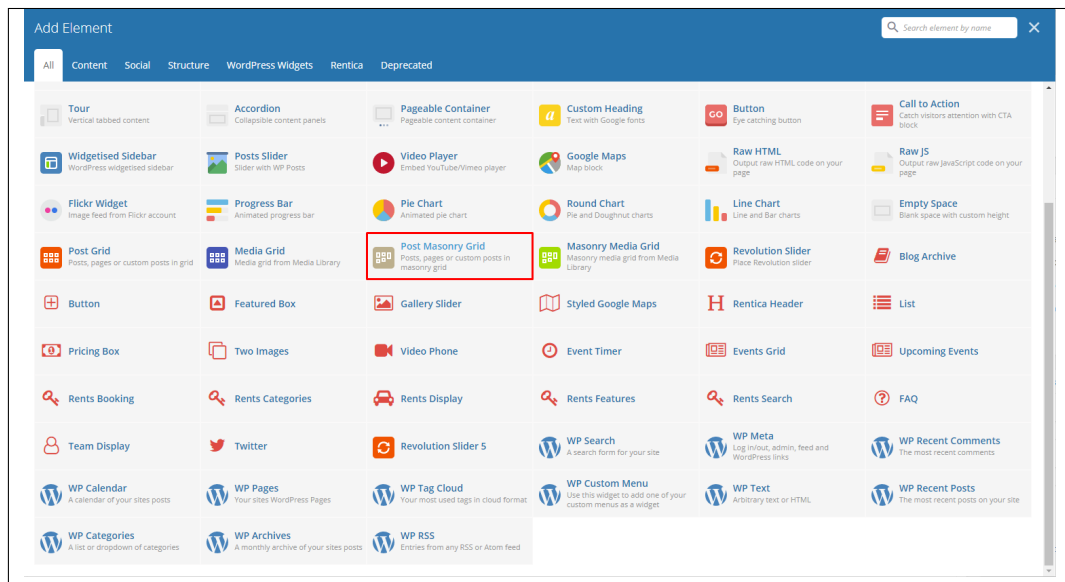 Add Element
Search element by name
All Content Social Structure WordPress Widgets Rentica Deprecated
Tour
Vertical tabbed content
Accordion
Collapsible content panels
Pageable Container
Pageable content container
Custom Heading
Text with Google fonts
Button
Eye catching button
Call to Action
Catch visitors attention with CTA
block
Widgetised Sidebar
WordPress widgetised sidebar
Posts Slider
Slider with WP Posts
Video Player
Embed YouTube/Vimeo player
Google Maps
Map block
Raw HTML
Output raw HTML code on your
page
Raw JS
Output raw JavaScript code on your
page
Flickr Widget
Image feed from Flickr account
Progress Bar
Animated progress bar
Pie Chart
Animated pie chart
Round Chart
Pie and Doughnut charts
Line Chart
Line and Bar charts
Empty Space
Blank space with custom height
Post Grid
Posts, pages or custom posts in grid
Media Grid
Media grid from Media Library
Post Masonry Grid
Posts, pages or custom posts in
masonry grid
Masonry Media Grid
Masonry media grid from Media
Library
Revolution Slider
Place Revolution slider
Blog Archive
Button
Featured Box
Gallery Slider
Styled Google Maps
H
Rentica Header
List
Pricing Box
Two Images
Video Phone
Event Timer
Events Grid
Upcoming Events
Rents Booking
Rents Categories
Rents Display
Rents Features
Rents Search
FAQ
Team Display
Twitter
Revolution Slider 5
WP Search
A search form for your site
WP Meta
Log in/out, admin, feed and
WordPress links
WP Recent Comments
The most recent comments
WP Calendar
A calendar of your sites posts
WP Pages
Your sites WordPress Pages
WP Tag Cloud
Your most used tags in cloud format
WP Custom Menu
Use this widget to add one of your
custom menus as a widget
WP Text
Arbitrary text or HTML
WP Recent Posts
The most recent posts on your site
WP Categories
A list or dropdown of categories
WP Archives
A monthly archive of your sites posts
WP RSS
Entries from any RSS or Atom feed